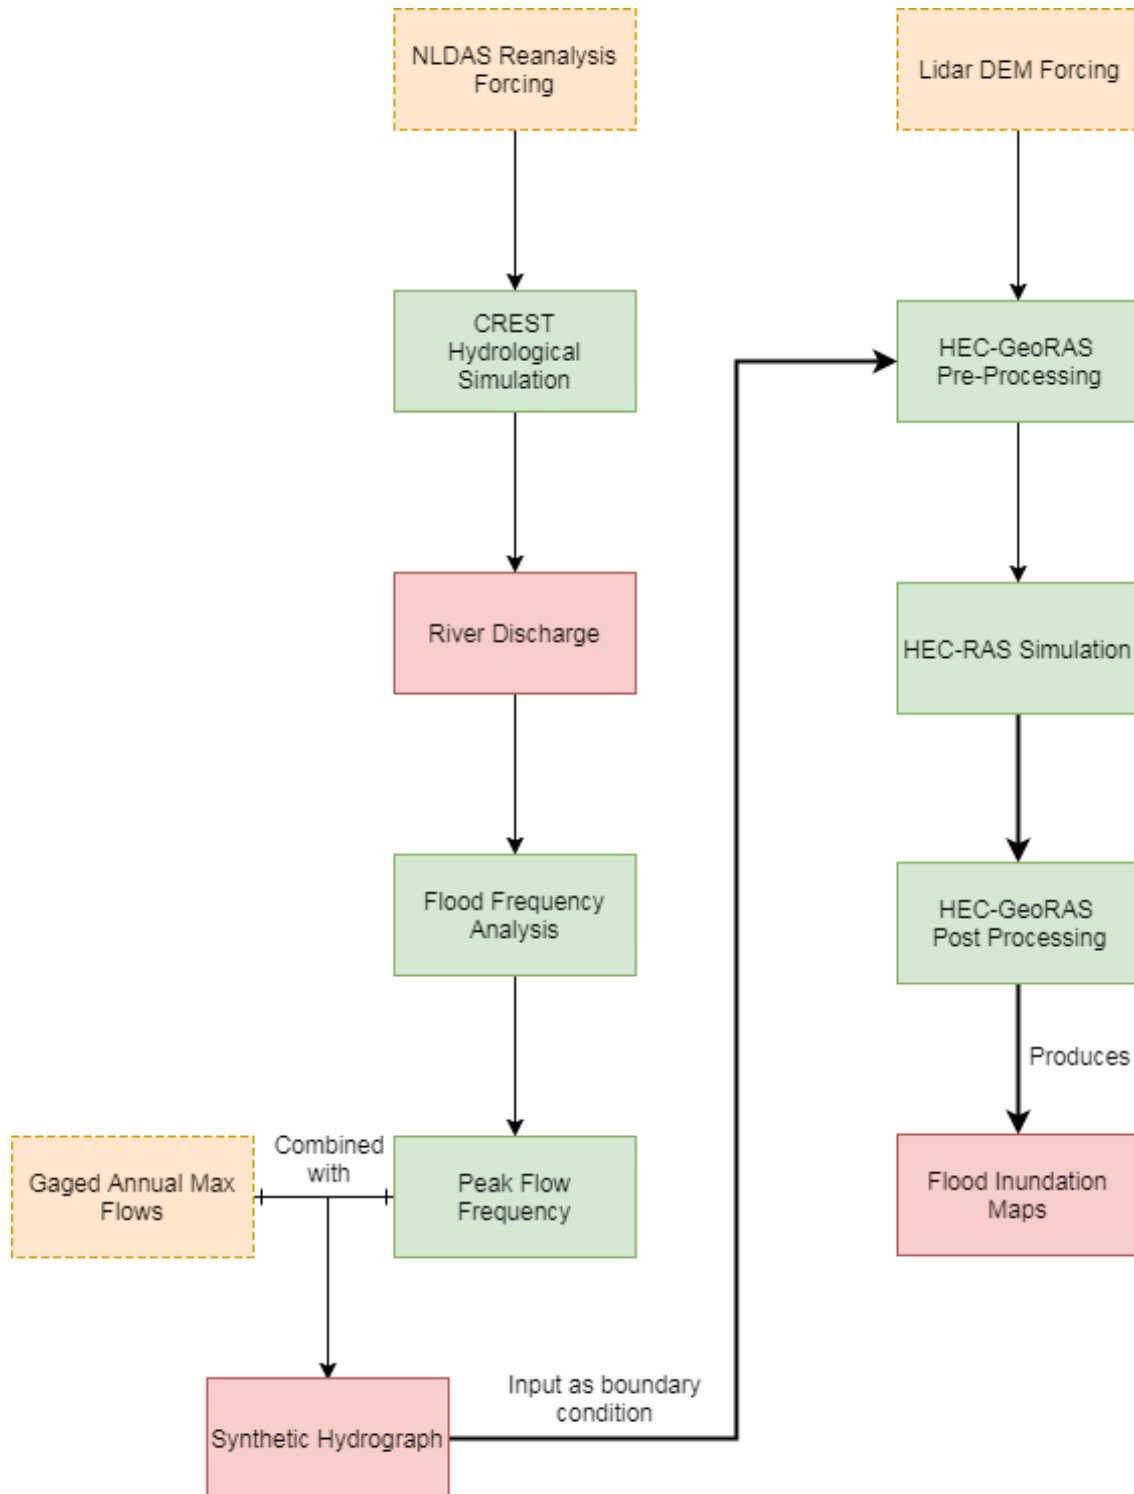 NLDAS Reanalysis
Forcing
Lidar DEM Forcing
CREST
Hydrological
Simulation
HEC-GeoRAS
Pre-Processing
River Discharge
HEC-RAS Simulation
Flood Frequency
Analysis
HEC-GeoRAS
Post Processing
Produces
Gaged Annual Max
Flows
Combined
with
Peak Flow
Frequency
Flood Inundation
Maps
Synthetic Hydrograph
Input as boundary
condition